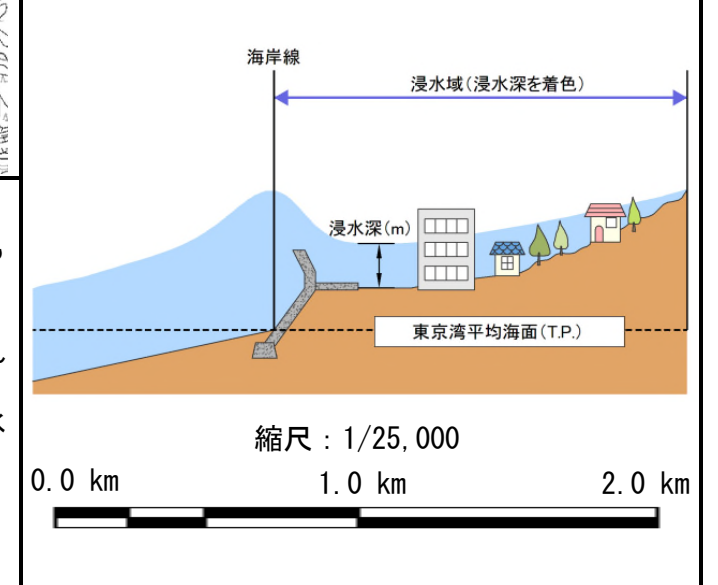 海岸線
浸水域(浸水深を着色)
浸水深(m)
東京湾平均海面(T.P.)
縮尺：1/25,000
0.0 km 1.0 km 2.0 km